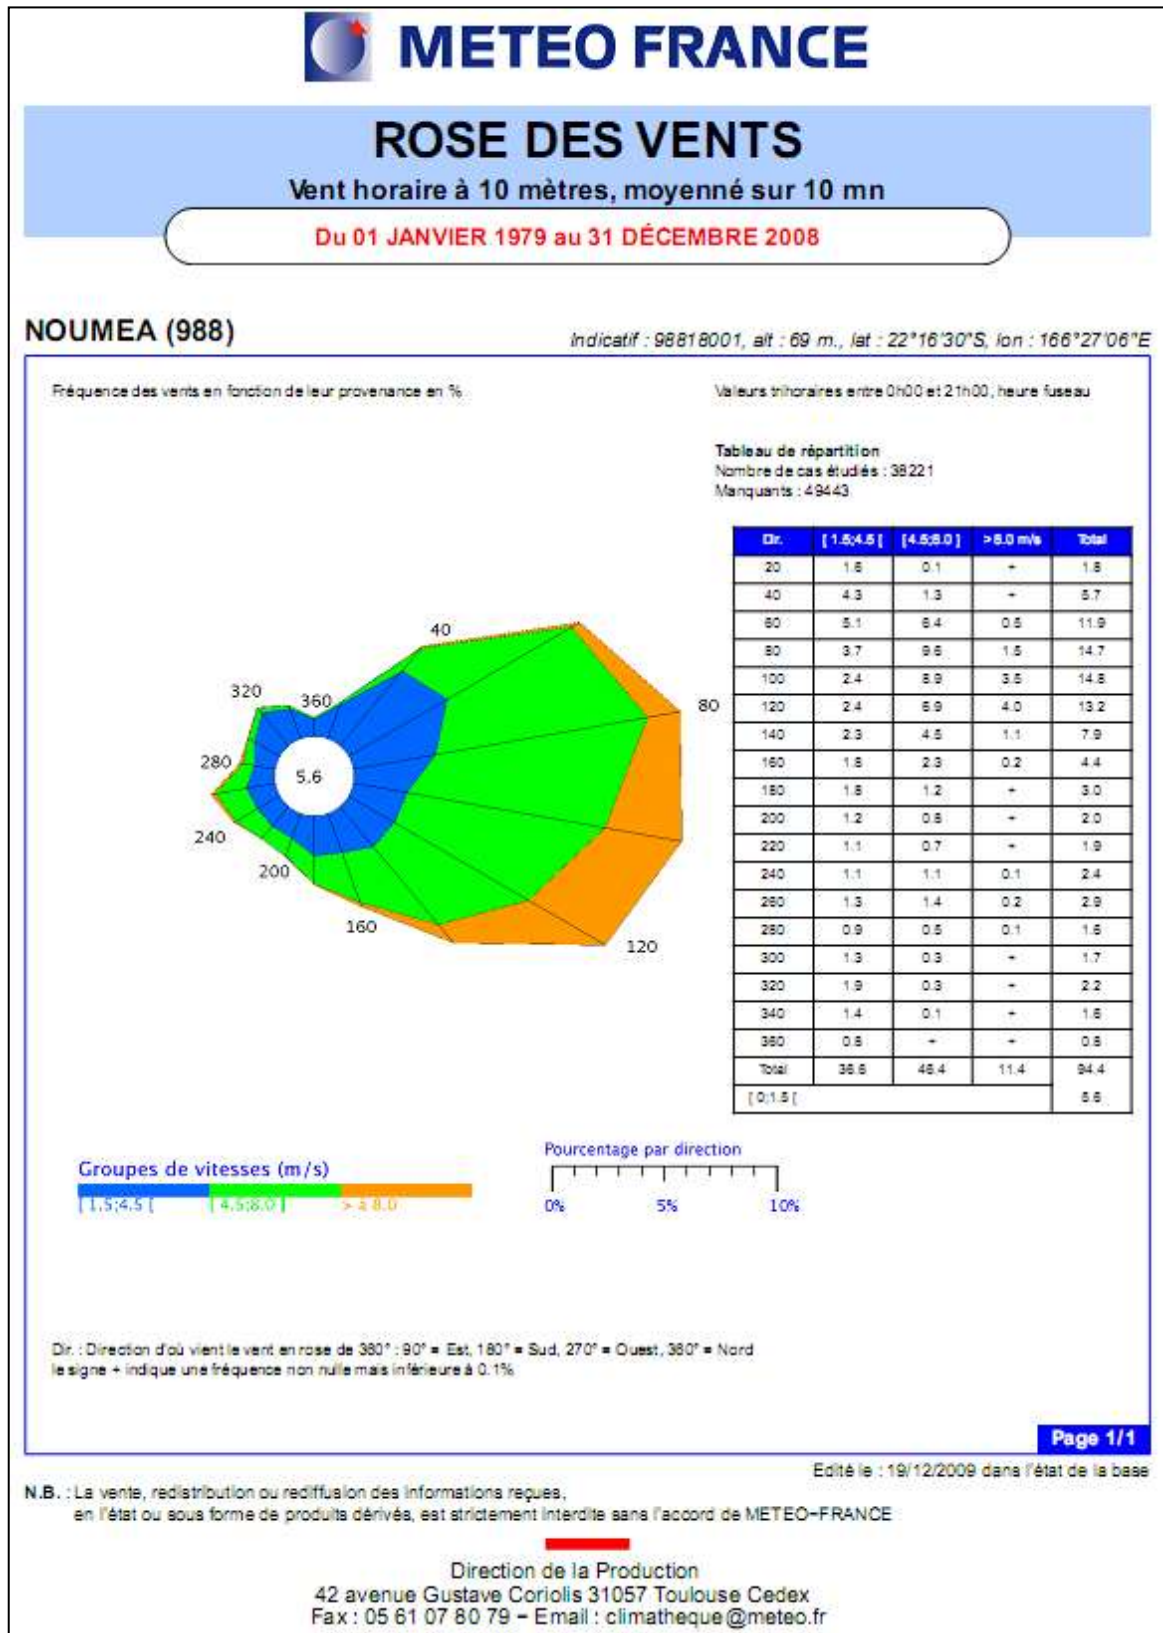 METEO FRANCE
ROSE DES VENTS
Vent horaire à 10 mètres, moyenné sur 10 mn
Du 01 JANVIER 1979 au 31 DÉCEMBRE 2008
NOUMEA (988)
Indicatif : 98818001, alt : 69 m., lat : 22°16'30"S, lon : 166°27'06"E
Fréquence des vents en fonction de leur provenance en %
Valeurs trihoraires entre 0h00 et 21h00, heure fuseau
Tableau de répartition
Nombre de cas étudiés : 38221
Manquants : 49443
40
320 360
80
280
5.6
240
200
160
120
Dir. [ 1.5;4.5 [ [ 4.5;8.0 ] > 8.0 m/s Total
20 1.6 0.1 + 1.8
40 4.3 1.3 + 5.7
60 5.1 6.4 0.5 11.9
80 3.7 9.6 1.5 14.7
100 2.4 8.9 3.5 14.8
120 2.4 6.9 4.0 13.2
140 2.3 4.5 1.1 7.9
160 1.8 2.3 0.2 4.4
180 1.8 1.2 + 3.0
200 1.2 0.8 + 2.0
220 1.1 0.7 + 1.9
240 1.1 1.1 0.1 2.4
260 1.3 1.4 0.2 2.9
280 0.9 0.5 0.1 1.6
300 1.3 0.3 + 1.7
320 1.9 0.3 + 2.2
340 1.4 0.1 + 1.6
360 0.8 + + 0.8
Total 36.6 46.4 11.4 94.4
[ 0;1.5 [ 5.6
Groupes de vitesses (m/s)
[ 1.5;4.5 [ [ 4.5;8.0 ] > à 8.0
Pourcentage par direction
0% 5% 10%
Dir. : Direction d'où vient le vent en rose de 360° : 90° = Est, 180° = Sud, 270° = Ouest, 360° = Nord
le signe + indique une fréquence non nulle mais inférieure à 0.1%
Page 1/1
Edité le : 19/12/2009 dans l'état de la base
N.B. : La vente, redistribution ou rediffusion des informations reçues,
en l'état ou sous forme de produits dérivés, est strictement interdite sans l'accord de METEO-FRANCE
Direction de la Production
42 avenue Gustave Coriolis 31057 Toulouse Cedex
Fax : 05 61 07 80 79 – Email : climatheque@meteo.fr